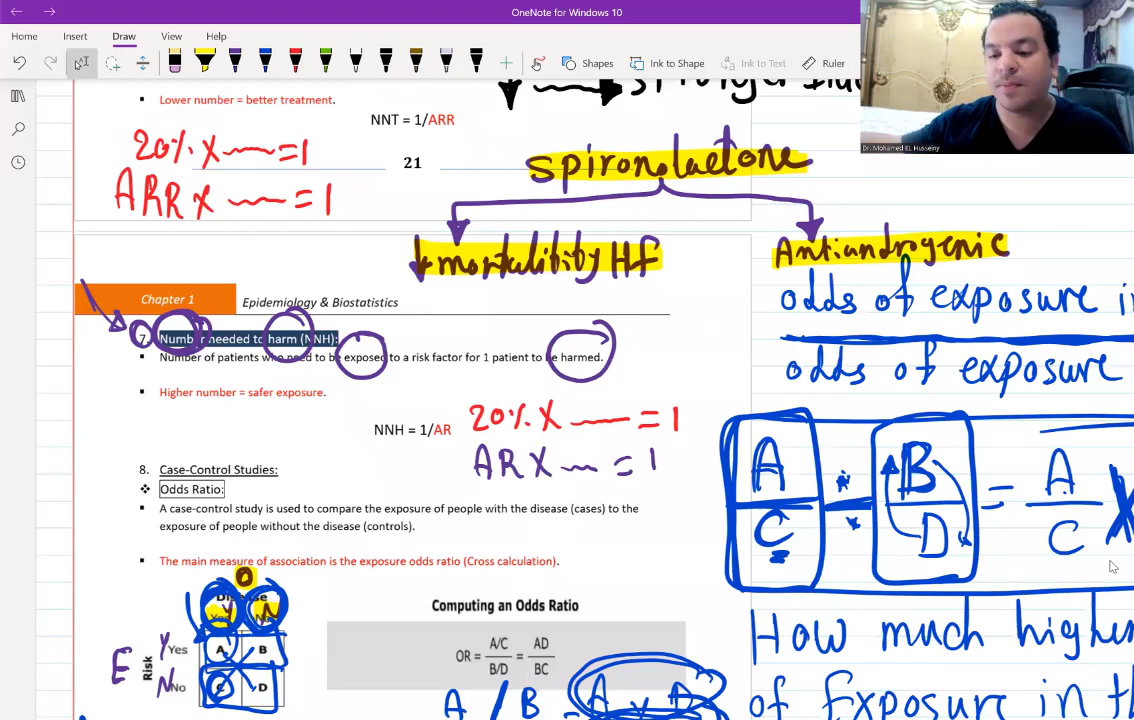 OneNote for Windows 10
Home Insert Draw View Help
Shapes Ink to Shape Ink to Text Ruler
Dr. Mohamed EL Husseiny
Lower number = better treatment.
NNT = 1/ARR
20% X = 1
ARR X = 1
21
spironolactone
mortalibity HF
Antiandrogenic
Chapter 1 Epidemiology & Biostatistics
7. Number needed to harm (NNH):
Number of patients who need to be exposed to a risk factor for 1 patient to be harmed.
Higher number = safer exposure.
NNH = 1/AR
20% X = 1
ARX = 1
odds of exposure in
odds of exposure
A B = A X
C D C
8. Case-Control Studies:
Odds Ratio:
A case-control study is used to compare the exposure of people with the disease (cases) to the
exposure of people without the disease (controls).
The main measure of association is the exposure odds ratio (Cross calculation).
O
Y N
E Risk
Y Yes A B
N No C D
Computing an Odds Ratio
OR = A/C = AD
B/D BC
A / B =
How much higher
of Exposure in th